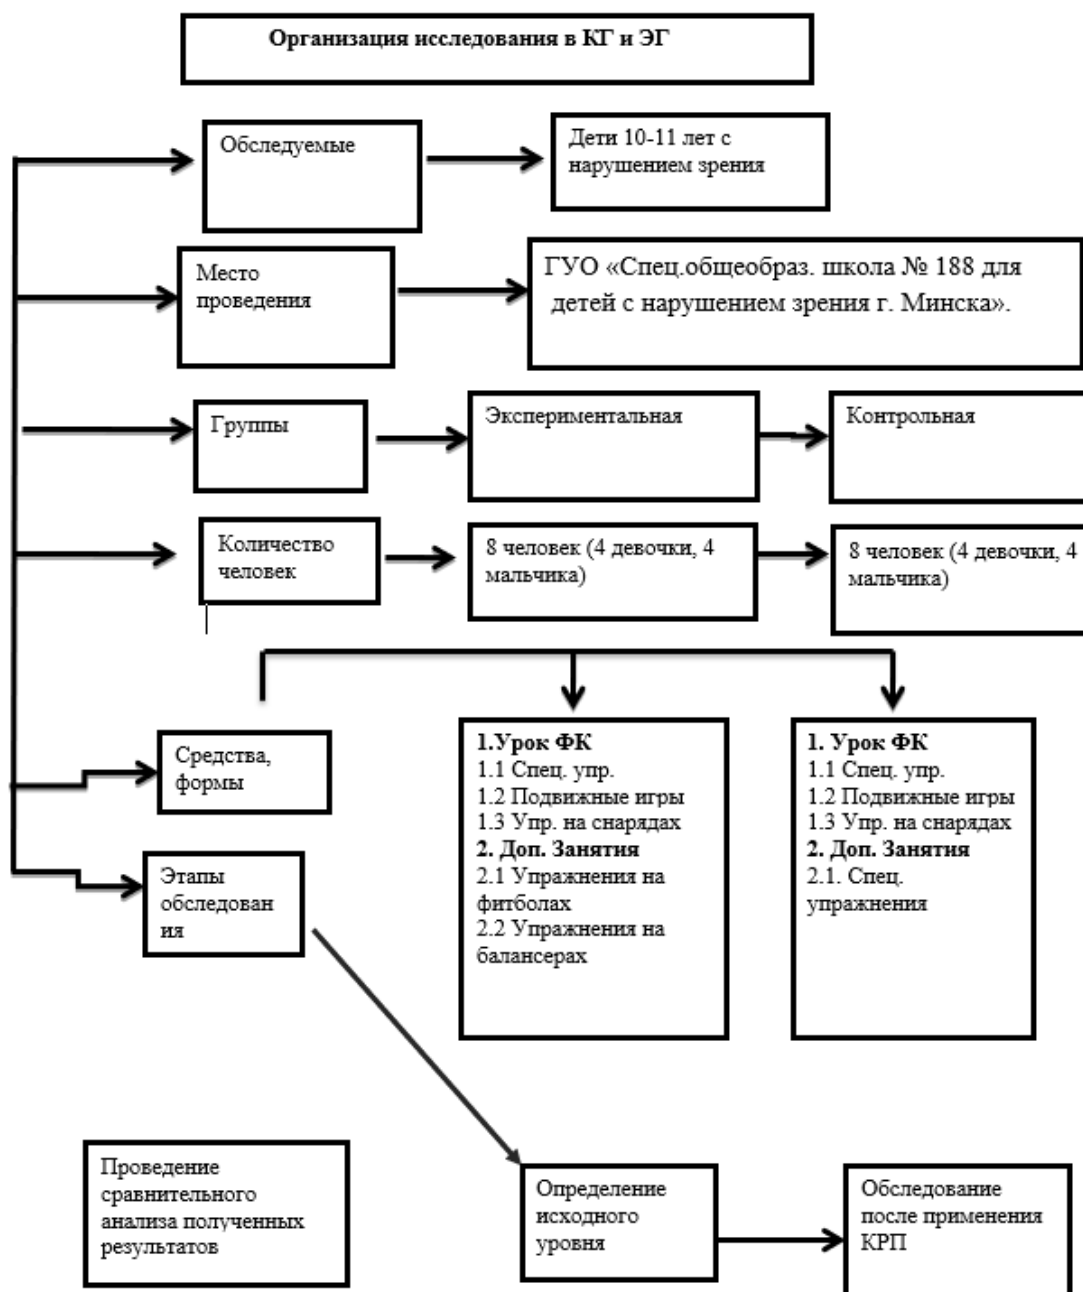 Организация исследования в КГ и ЭГ
Обследуемые
Дети 10-11 лет с
нарушением зрения
Место
проведения
ГУО «Спец.общеобраз. школа № 188 для
детей с нарушением зрения г. Минска».
Группы
Экспериментальная
Контрольная
Количество
человек
8 человек (4 девочки, 4
мальчика)
8 человек (4 девочки, 4
мальчика)
Средства,
формы
1.Урок ФК
1.1 Спец. упр.
1.2 Подвижные игры
1.3 Упр. на снарядах
2. Доп. Занятия
2.1 Упражнения на
фитболах
2.2 Упражнения на
балансерах
1. Урок ФК
1.1 Спец. упр.
1.2 Подвижные игры
1.3 Упр. на снарядах
2. Доп. Занятия
2.1. Спец.
упражнения
Этапы
обследован
ия
Проведение
сравнительного
анализа полученных
результатов
Определение
исходного
уровня
Обследование
после применения
КРП